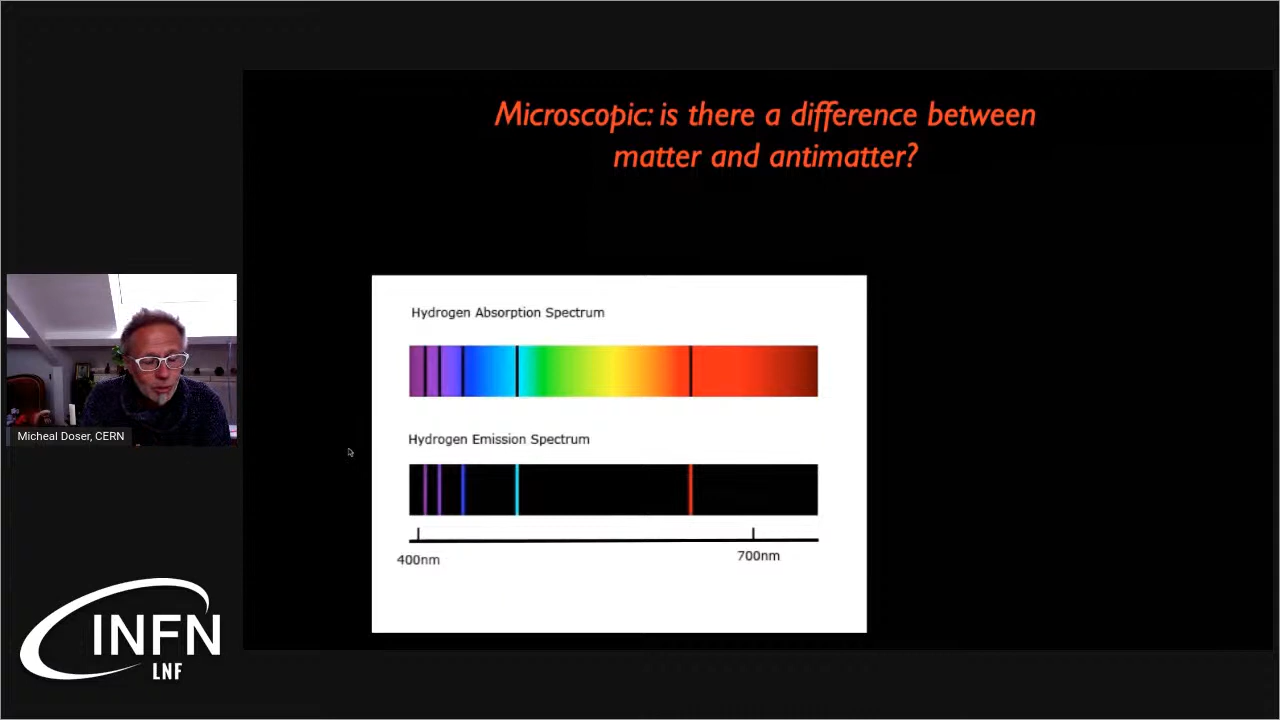 Microscopic: is there a difference between
matter and antimatter?
Hydrogen Absorption Spectrum
Hydrogen Emission Spectrum
400nm
700nm
Micheal Doser, CERN
INFN
LNF